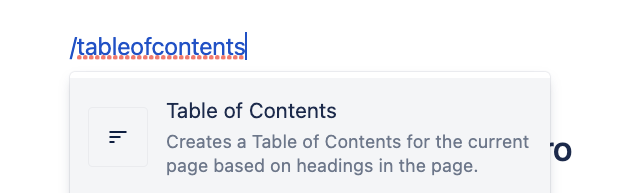 /tableofcontents
Table of Contents
Creates a Table of Contents for the current
page based on headings in the page.